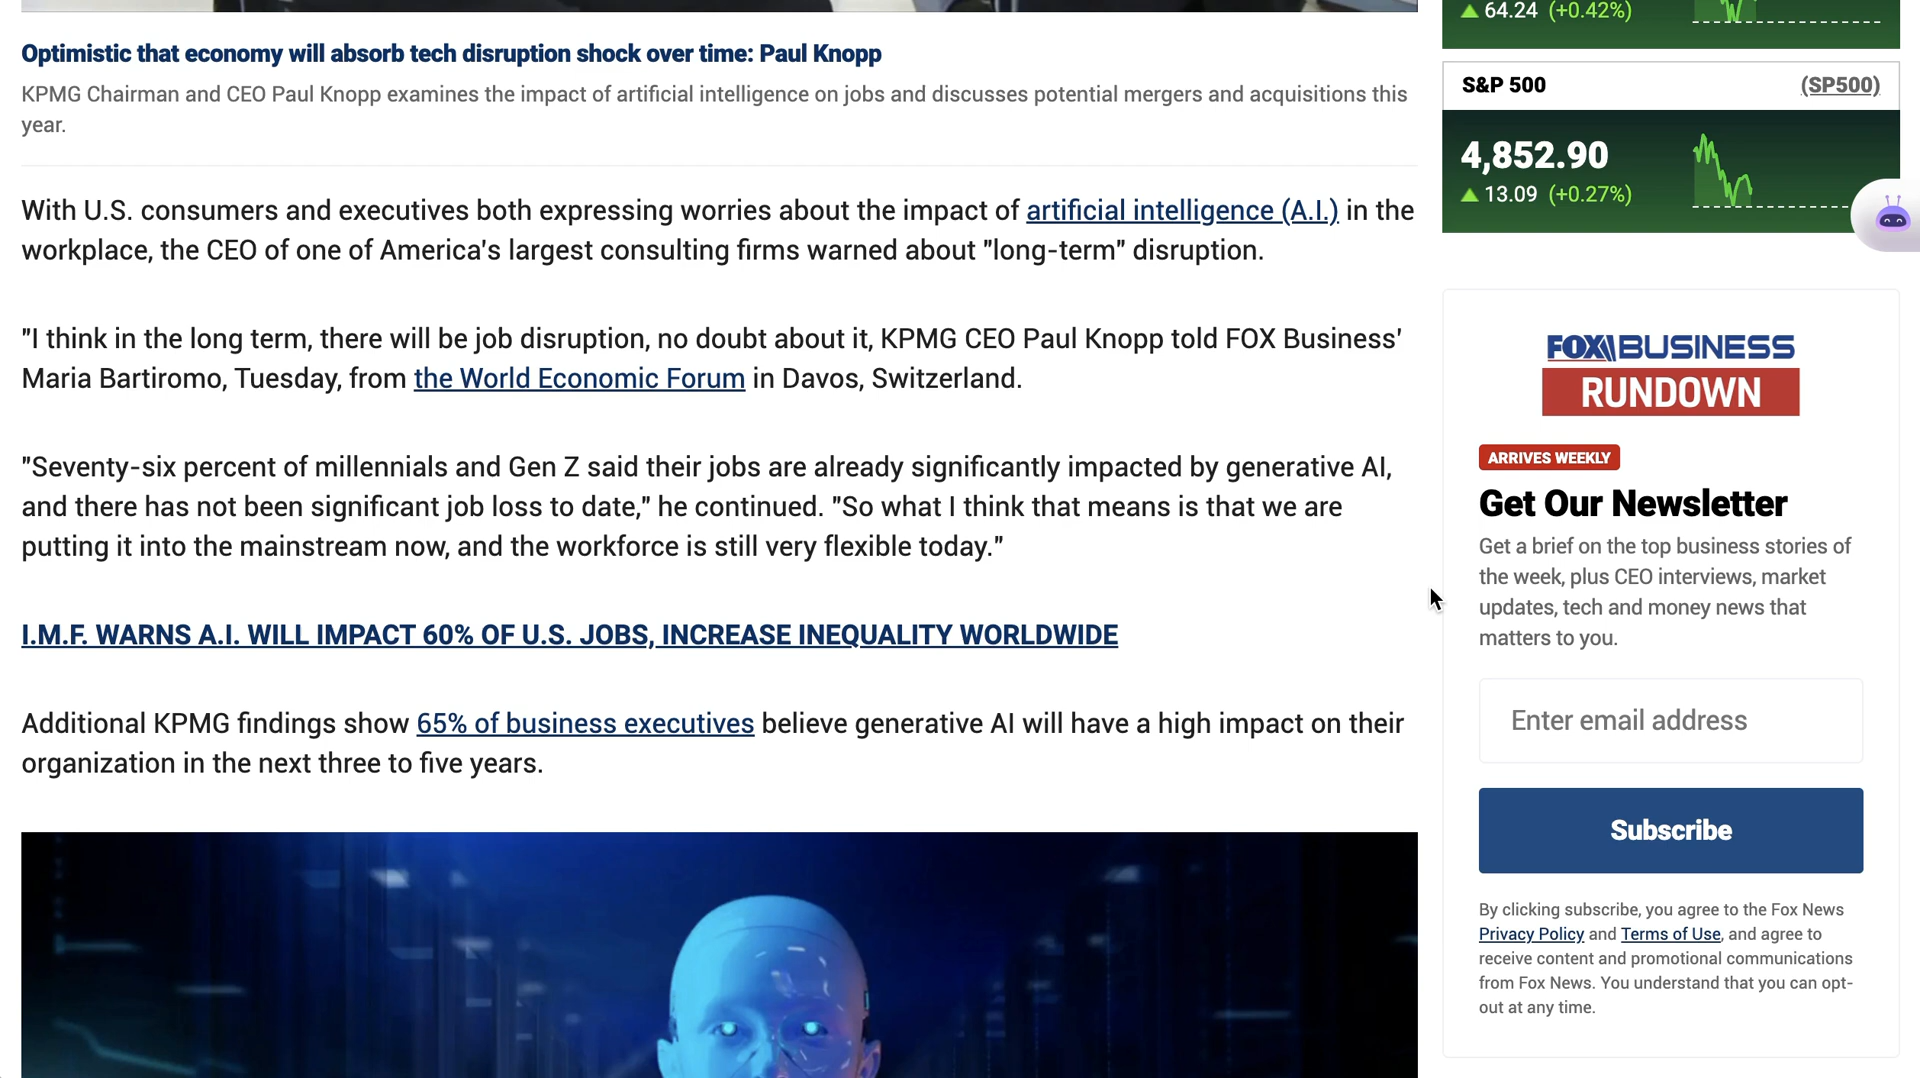 Optimistic that economy will absorb tech disruption shock over time: Paul Knopp
KPMG Chairman and CEO Paul Knopp examines the impact of artificial intelligence on jobs and discusses potential mergers and acquisitions this
year.
With U.S. consumers and executives both expressing worries about the impact of artificial intelligence (A.I.) in the
workplace, the CEO of one of America's largest consulting firms warned about "long-term" disruption.
"I think in the long term, there will be job disruption, no doubt about it, KPMG CEO Paul Knopp told FOX Business'
Maria Bartiromo, Tuesday, from the World Economic Forum in Davos, Switzerland.
"Seventy-six percent of millennials and Gen Z said their jobs are already significantly impacted by generative AI,
and there has not been significant job loss to date," he continued. "So what I think that means is that we are
putting it into the mainstream now, and the workforce is still very flexible today."
I.M.F. WARNS A.I. WILL IMPACT 60% OF U.S. JOBS, INCREASE INEQUALITY WORLDWIDE
Additional KPMG findings show 65% of business executives believe generative AI will have a high impact on their
organization in the next three to five years.
64.24 (+0.42%)
S&P 500 (SP500)
4,852.90
13.09 (+0.27%)
FOX BUSINESS
RUNDOWN
ARRIVES WEEKLY
Get Our Newsletter
Get a brief on the top business stories of
the week, plus CEO interviews, market
updates, tech and money news that
matters to you.
Enter email address
Subscribe
By clicking subscribe, you agree to the Fox News
Privacy Policy and Terms of Use, and agree to
receive content and promotional communications
from Fox News. You understand that you can opt-
out at any time.